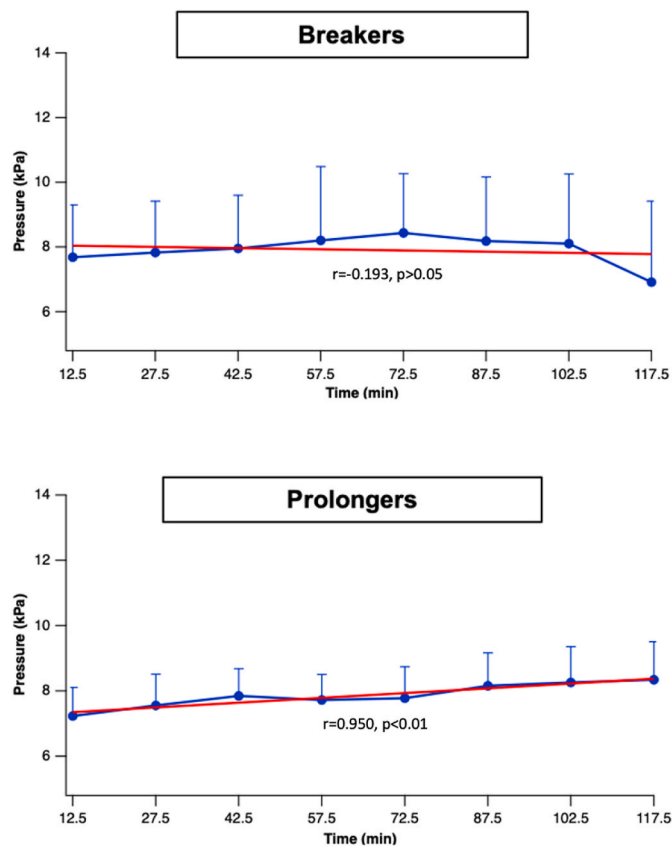 Breakers
14
12
10
8
6
Pressure (kPa)
r=-0.193, p>0.05
12.5 27.5 42.5 57.5 72.5 87.5 102.5 117.5
Time (min)
Prolongers
14
12
10
8
6
Pressure (kPa)
r=0.950, p<0.01
12.5 27.5 42.5 57.5 72.5 87.5 102.5 117.5
Time (min)